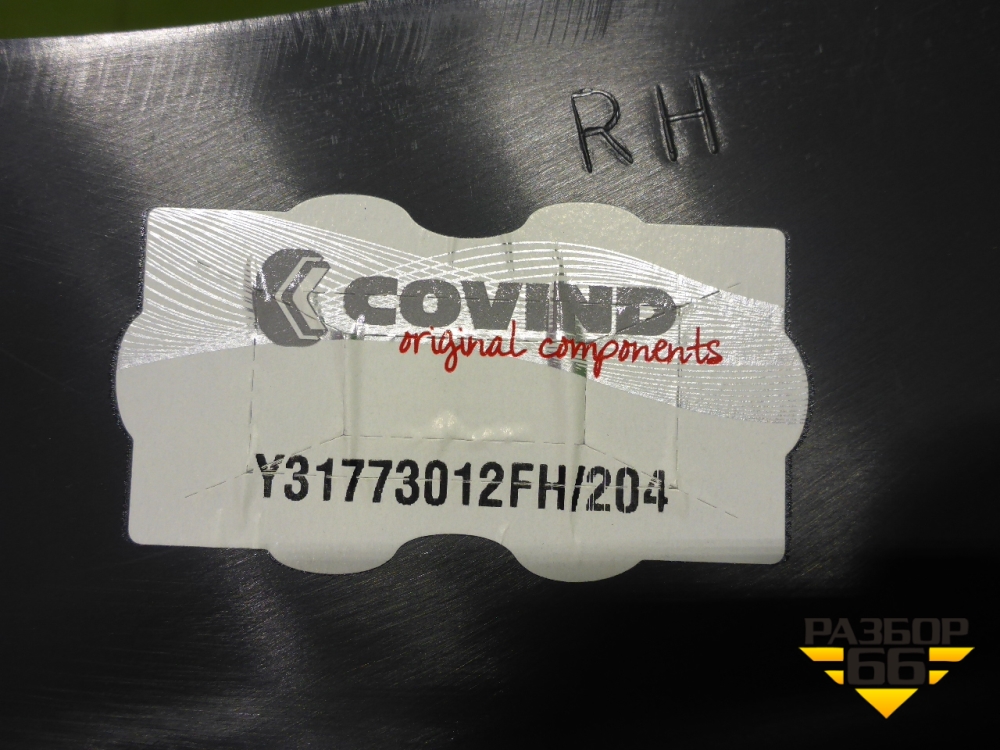 RH
COVIND
original components
Y31773012FH/204
РАЗБОР
66